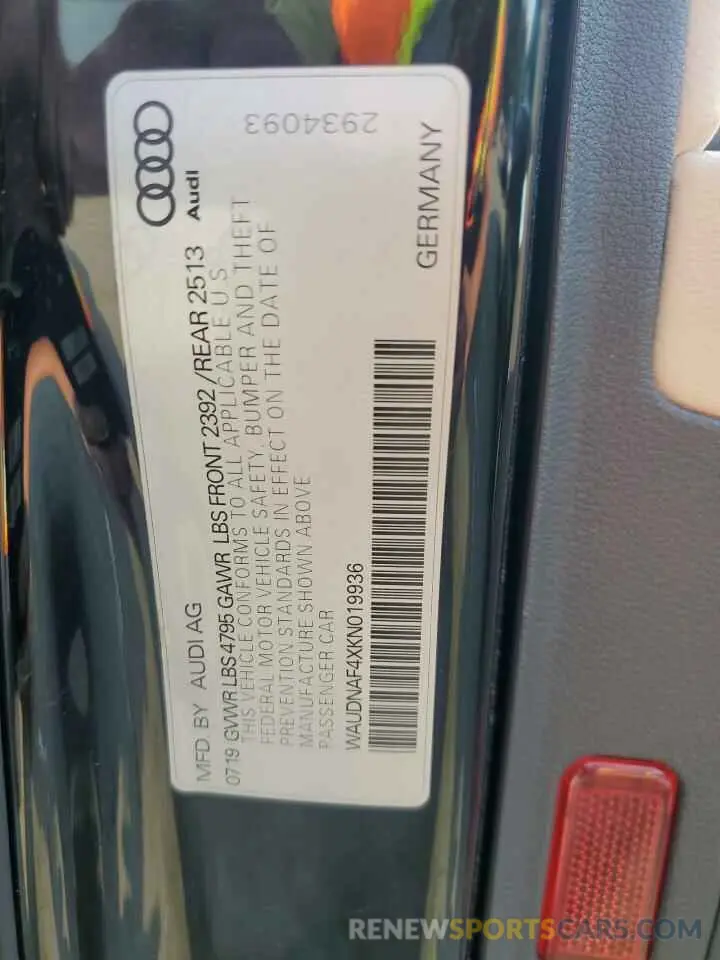 2934093
Audi
MFD. BY AUDI AG
0719 GVWR LBS 4795 GAWR LBS FRONT 2392 /REAR 2513
THIS VEHICLE CONFORMS TO ALL APPLICABLE U S
FEDERAL MOTOR VEHICLE SAFETY, BUMPER AND THEFT
PREVENTION STANDARDS IN EFFECT ON THE DATE OF
MANUFACTURE SHOWN ABOVE
PASSENGER CAR
WAUDNAF4XKN019936
GERMANY
RENEWSPORTSCARS.COM